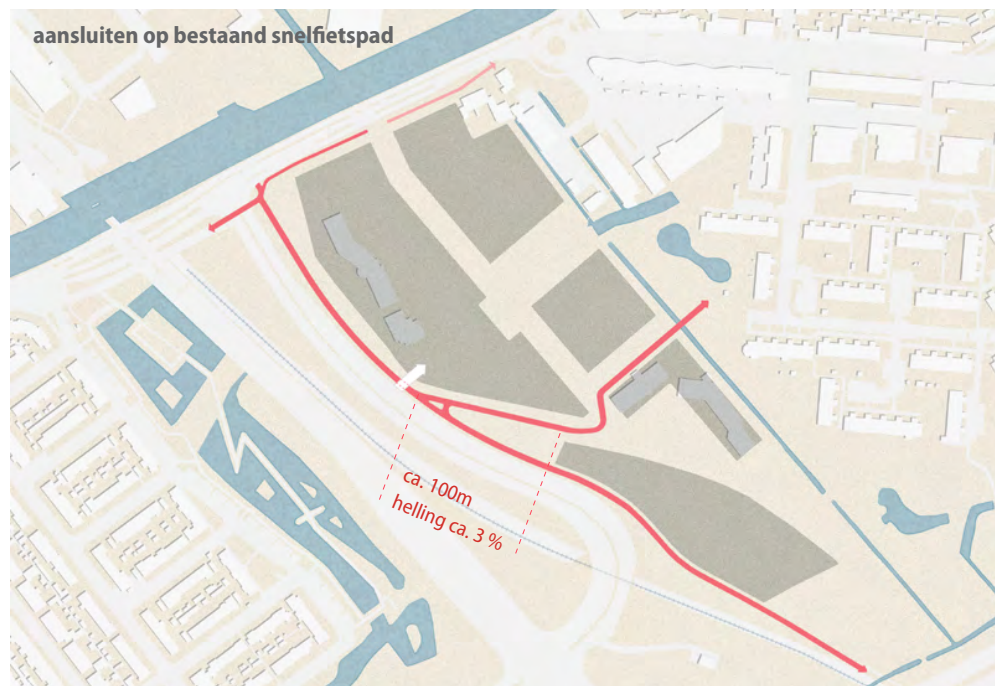 aansluiten op bestaand snelfietspad
ca. 100m
helling ca. 3 %